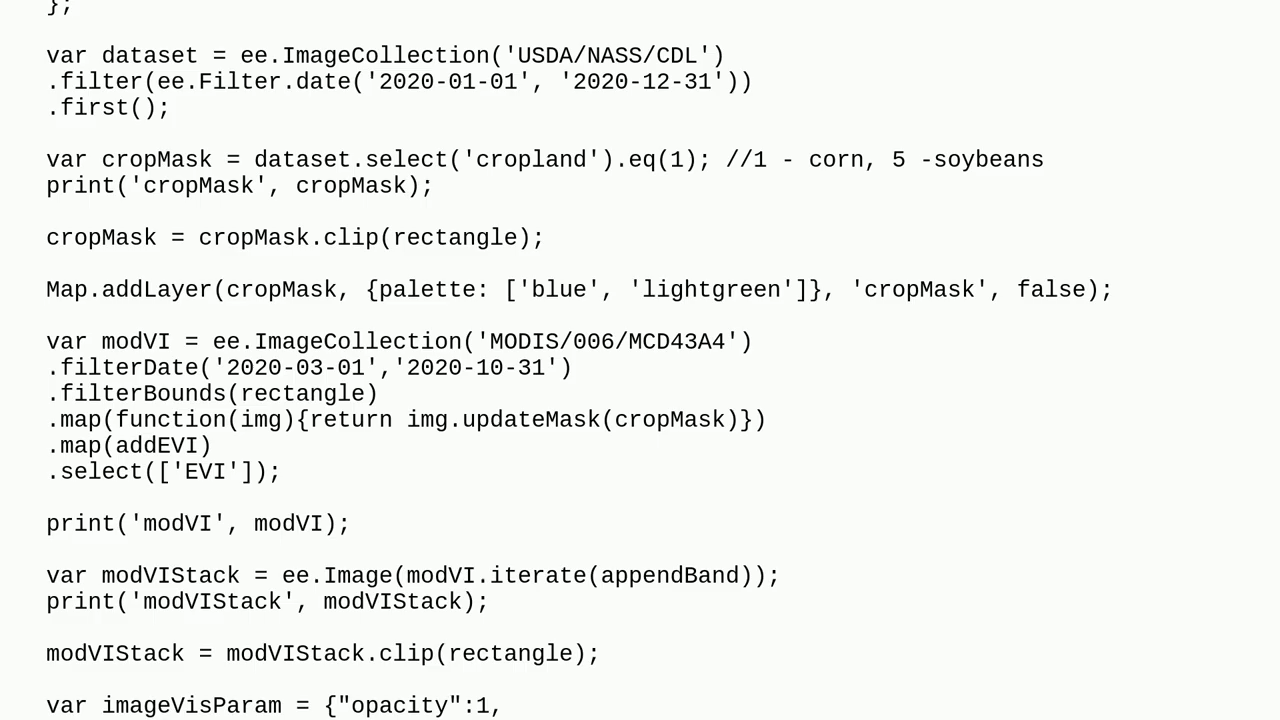 };
var dataset = ee.ImageCollection('USDA/NASS/CDL')
.filter(ee.Filter.date('2020-01-01', '2020-12-31'))
.first();
var cropMask = dataset.select('cropland').eq(1); //1 - corn, 5 -soybeans
print('cropMask', cropMask);
cropMask = cropMask.clip(rectangle);
Map.addLayer(cropMask, {palette: ['blue', 'lightgreen']}, 'cropMask', false);
var modVI = ee.ImageCollection('MODIS/006/MCD43A4')
.filterDate('2020-03-01','2020-10-31')
.filterBounds(rectangle)
.map(function(img){return img.updateMask(cropMask)})
.map(addEVI)
.select(['EVI']);
print('modVI', modVI);
var modVIStack = ee.Image(modVI.iterate(appendBand));
print('modVIStack', modVIStack);
modVIStack = modVIStack.clip(rectangle);
var imageVisParam = {"opacity":1,